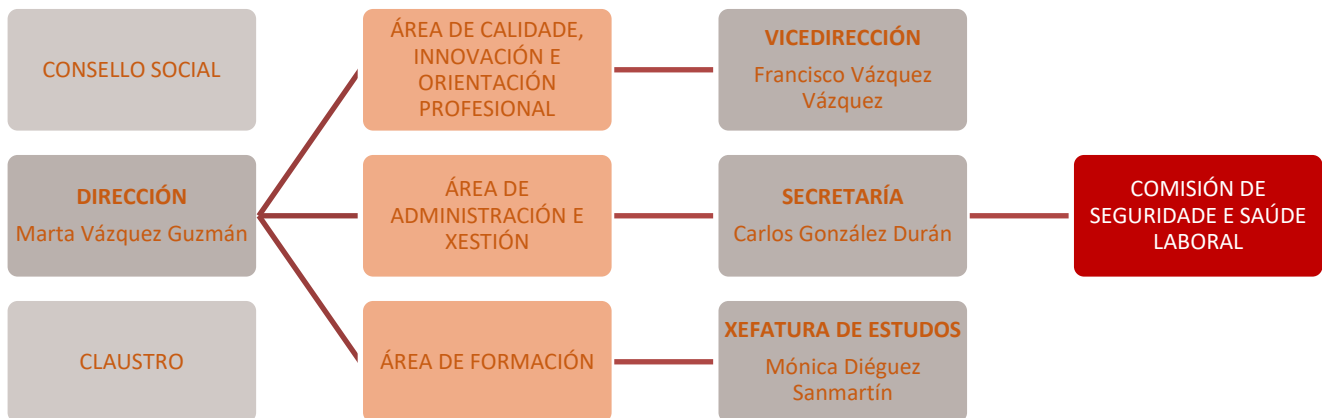 CONSELLO SOCIAL
ÁREA DE CALIDADE,
INNOVACIÓN E
ORIENTACIÓN
PROFESIONAL
VICEDIRECCIÓN
Francisco Vázquez
Vázquez
DIRECCIÓN
Marta Vázquez Guzmán
ÁREA DE
ADMINISTRACIÓN E
XESTIÓN
SECRETARÍA
Carlos González Durán
COMISIÓN DE
SEGURIDADE E SAÚDE
LABORAL
CLAUSTRO
ÁREA DE FORMACIÓN
XEFATURA DE ESTUDOS
Mónica Diéguez
Sanmartín